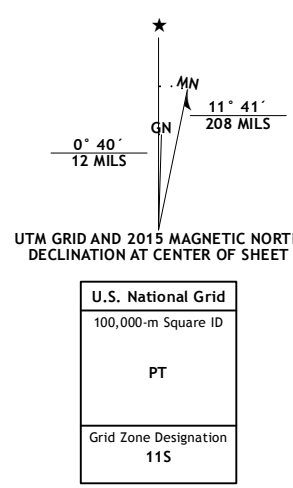 MN
11° 41´
208 MILS
GN
0° 40´
12 MILS
UTM GRID AND 2015 MAGNETIC NORT
DECLINATION AT CENTER OF SHEET
U.S. National Grid
100,000-m Square ID
PT
Grid Zone Designation
11S